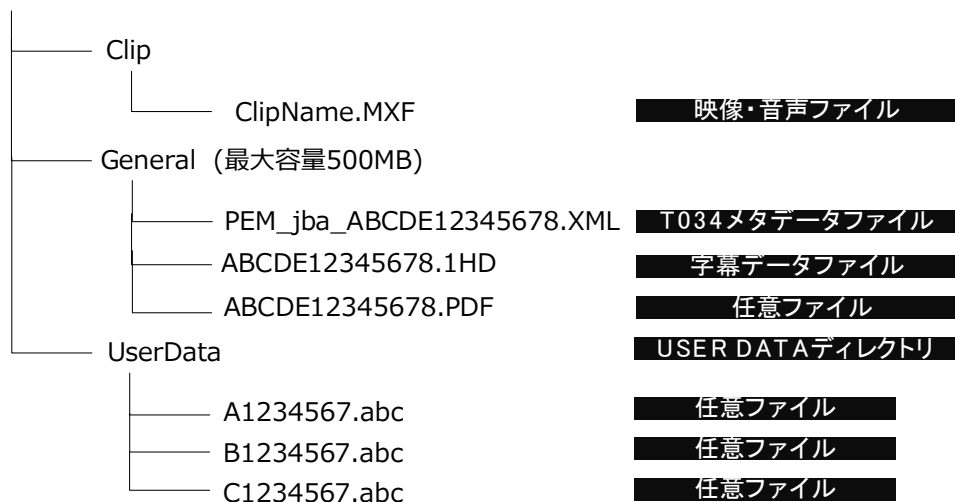 Clip
ClipName.MXF 映像・音声ファイル
General (最大容量500MB)
PEM_jba_ABCDE12345678.XML T034メタデータファイル
ABCDE12345678.1HD 字幕データファイル
ABCDE12345678.PDF 任意ファイル
UserData USER DATAディレクトリ
A1234567.abc 任意ファイル
B1234567.abc 任意ファイル
C1234567.abc 任意ファイル